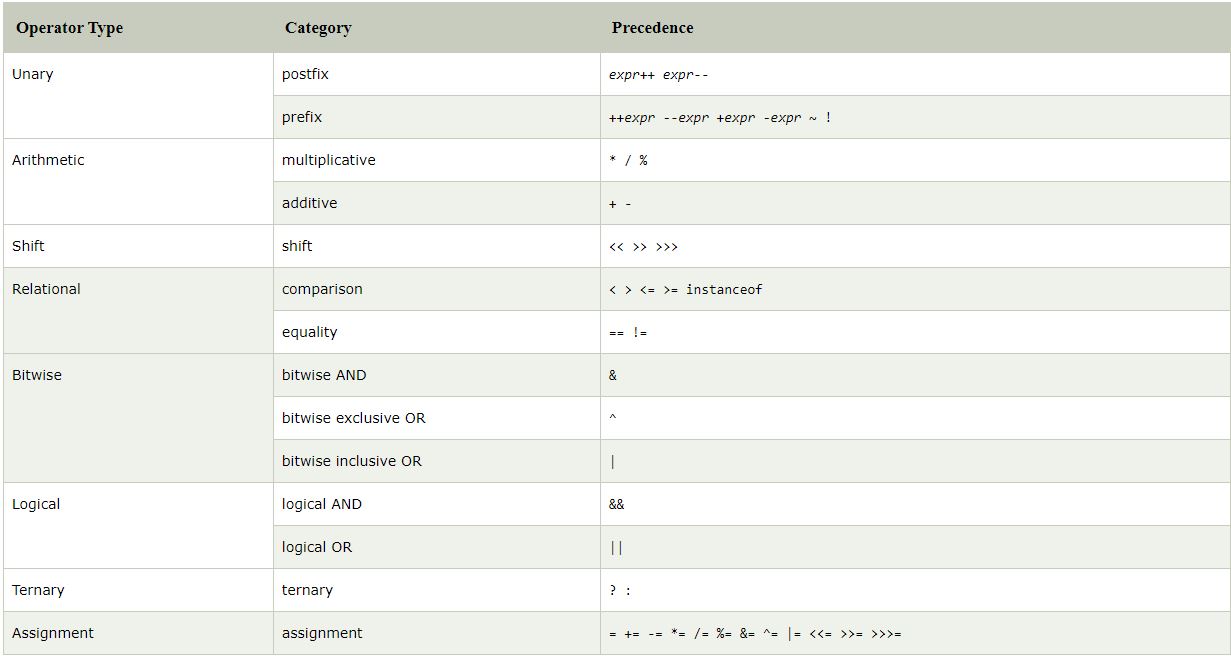 Operator Type Category Precedence
Unary postfix expr++ expr--
prefix ++expr --expr +expr -expr ~ !
Arithmetic multiplicative * / %
additive + -
Shift shift << >> >>>
Relational comparison < > <= >= instanceof
equality == !=
Bitwise bitwise AND &
bitwise exclusive OR ^
bitwise inclusive OR |
Logical logical AND &&
logical OR ||
Ternary ternary ? :
Assignment assignment = += -= *= /= %= &= ^= |= <<= >>= >>>=